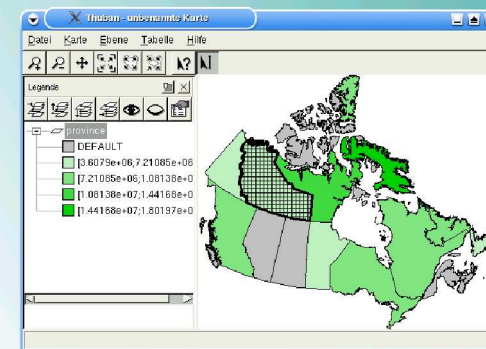 Thuban - unbenannte Karte
Datei Karte Ebene Tabelle Hilfe
Legende
province
DEFAULT
[3.6079e+06;7.21085e+06
[7.21085e+06;1.08138e+0
[1.08138e+07;1.44168e+0
[1.44168e+07;1.80197e+0